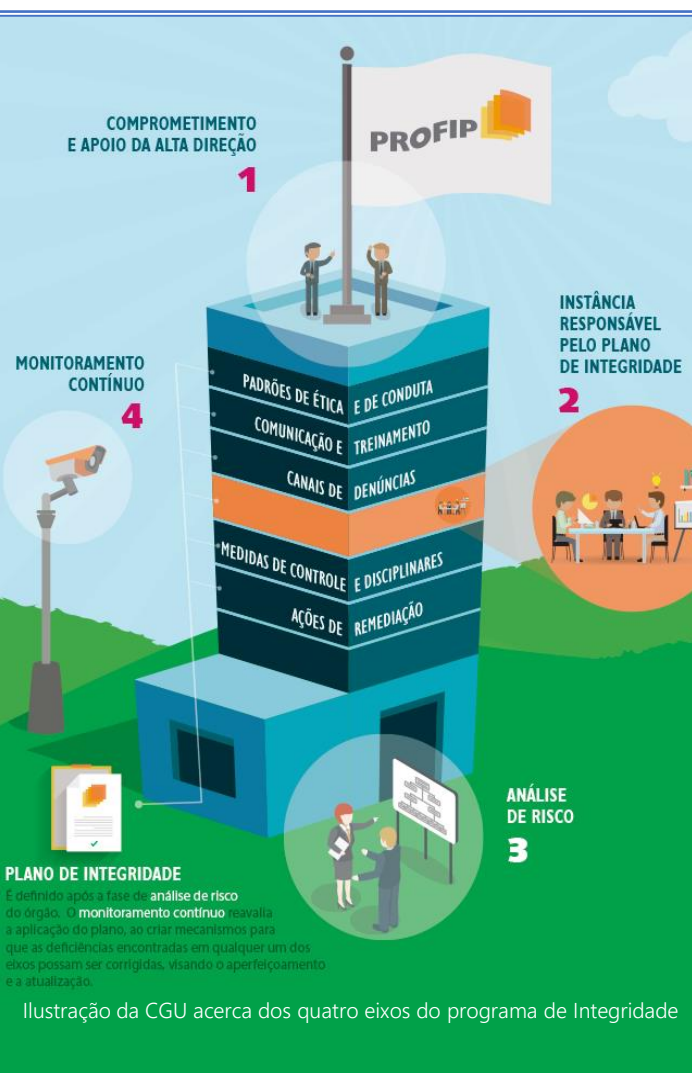 COMPROMETIMENTO
E APOIO DA ALTA DIREÇÃO
1
PROFIP
INSTÂNCIA
RESPONSÁVEL
PELO PLANO
DE INTEGRIDADE
2
MONITORAMENTO
CONTÍNUO
4
PADRÕES DE ÉTICA E DE CONDUTA
COMUNICAÇÃO E TREINAMENTO
CANAIS DE DENÚNCIAS
MEDIDAS DE CONTROLE E DISCIPLINARES
AÇÕES DE REMEDIAÇÃO
ANÁLISE
DE RISCO
3
PLANO DE INTEGRIDADE
É definido após a fase de análise de risco
do órgão. O monitoramento contínuo reavalia
a aplicação do plano, ao criar mecanismos para
que as deficiências encontradas em qualquer um dos
eixos possam ser corrigidas, visando o aperfeiçoamento
e a atualização.
Ilustração da CGU acerca dos quatro eixos do programa de Integridade